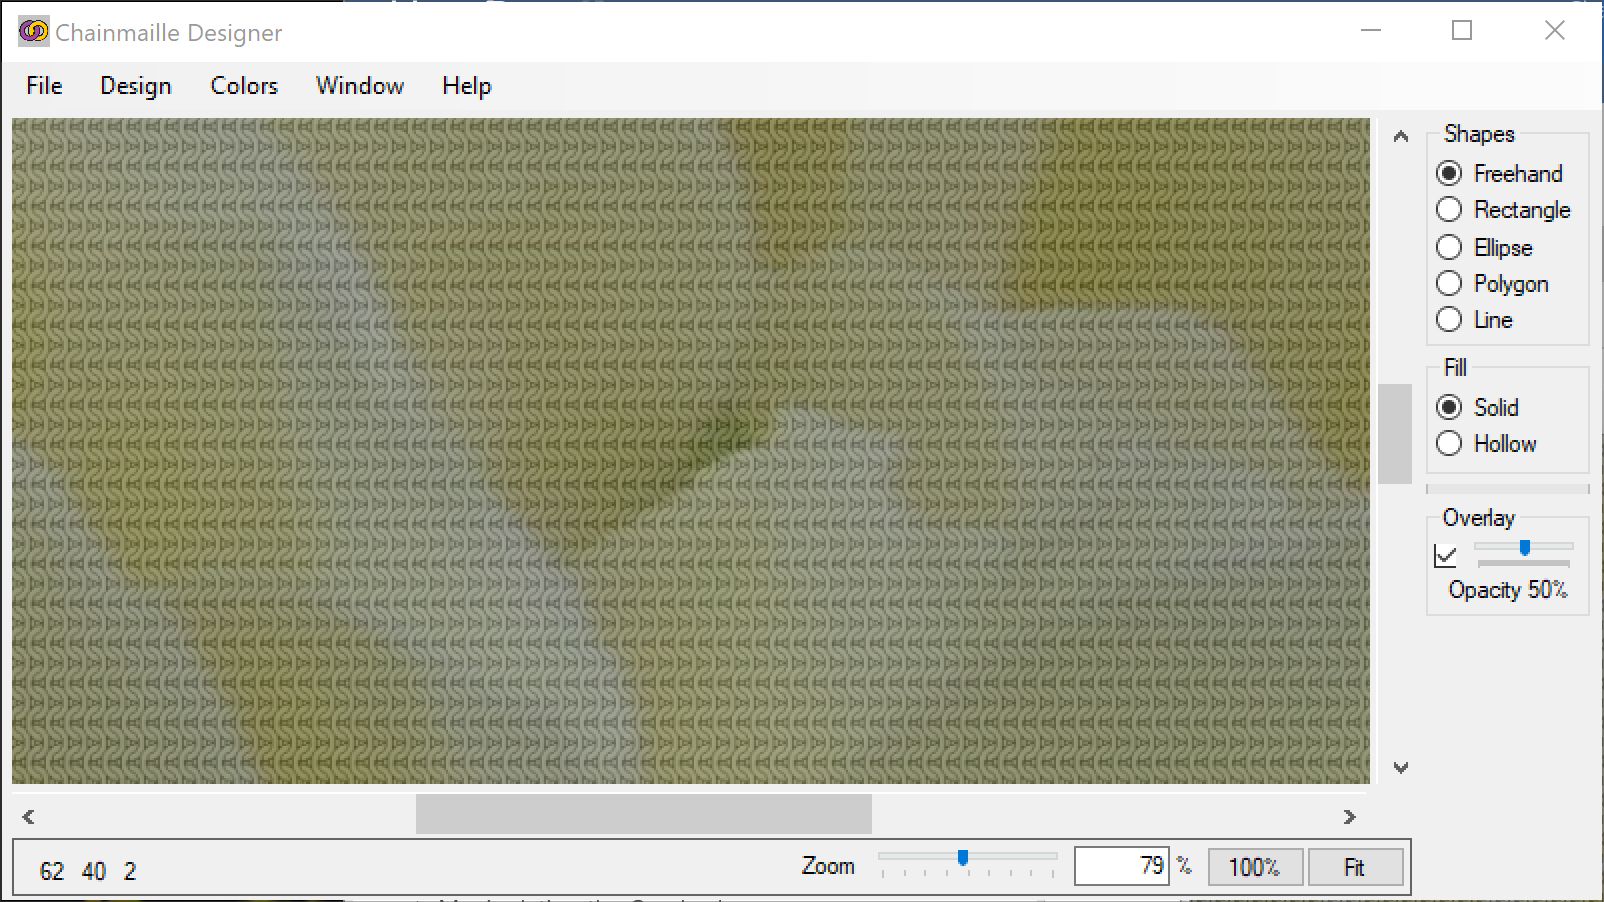 Chainmaille Designer
File Design Colors Window Help
Shapes
Freehand
Rectangle
Ellipse
Polygon
Line
Fill
Solid
Hollow
Overlay
Opacity 50%
62 40 2
Zoom
79 %
100%
Fit